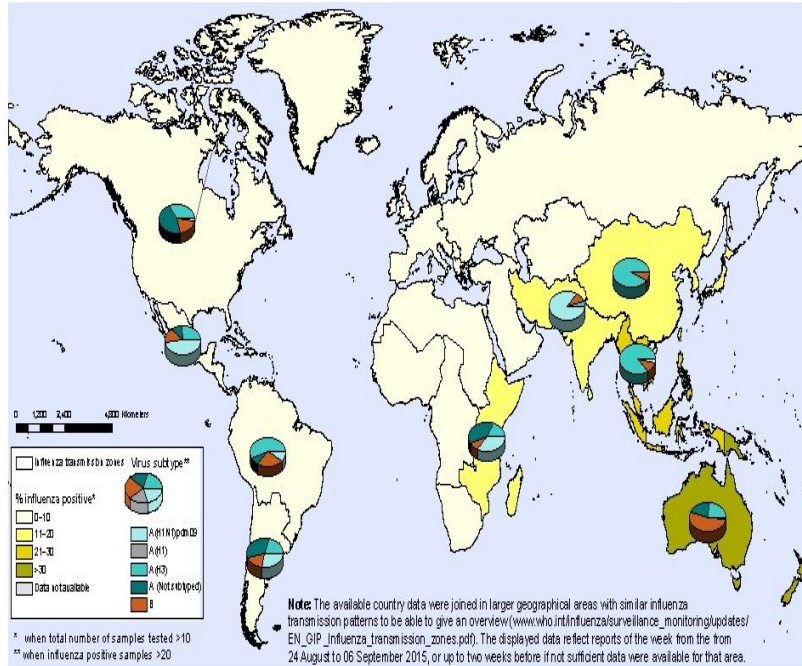 0 1,200 2,400 4,800 Kilometers
Influenza transmission zones
Virus subtype**
% influenza positive*
0-10
11-20
21-30
>30
Data not available
A(H1N1)pdm09
A(H1)
A(H3)
A (Not subtyped)
B
* when total number of samples tested >10
** when influenza positive samples >20
Note: The available country data were joined in larger geographical areas with similar influenza
transmission patterns to be able to give an overview (www.who.int/influenza/surveillance_monitoring/updates/
EN_GIP_Influenza_transmission_zones.pdf). The displayed data reflect reports of the week from the from
24 August to 06 September 2015, or up to two weeks before if not sufficient data were available for that area.